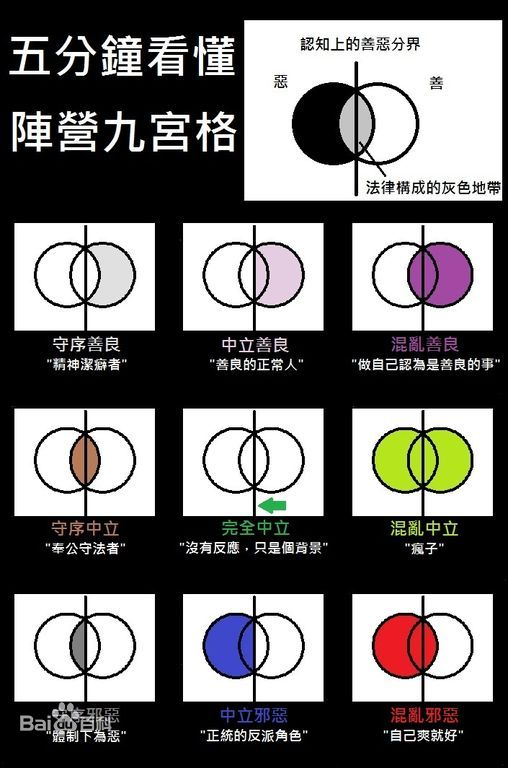 五分鐘看懂
陣營九宮格
認知上的善惡分界
惡
善
法律構成的灰色地帶
守序善良
中立善良
混亂善良
"精神潔癖者"
"善良的正常人"
"做自己認為是善良的事"
守序中立
完全中立
混亂中立
"奉公守法者"
"沒有反應，只是個背景"
"瘋子"
序邪惡
中立邪惡
混亂邪惡
Bai 百科
"體制下為惡"
"正統的反派角色"
"自己爽就好"